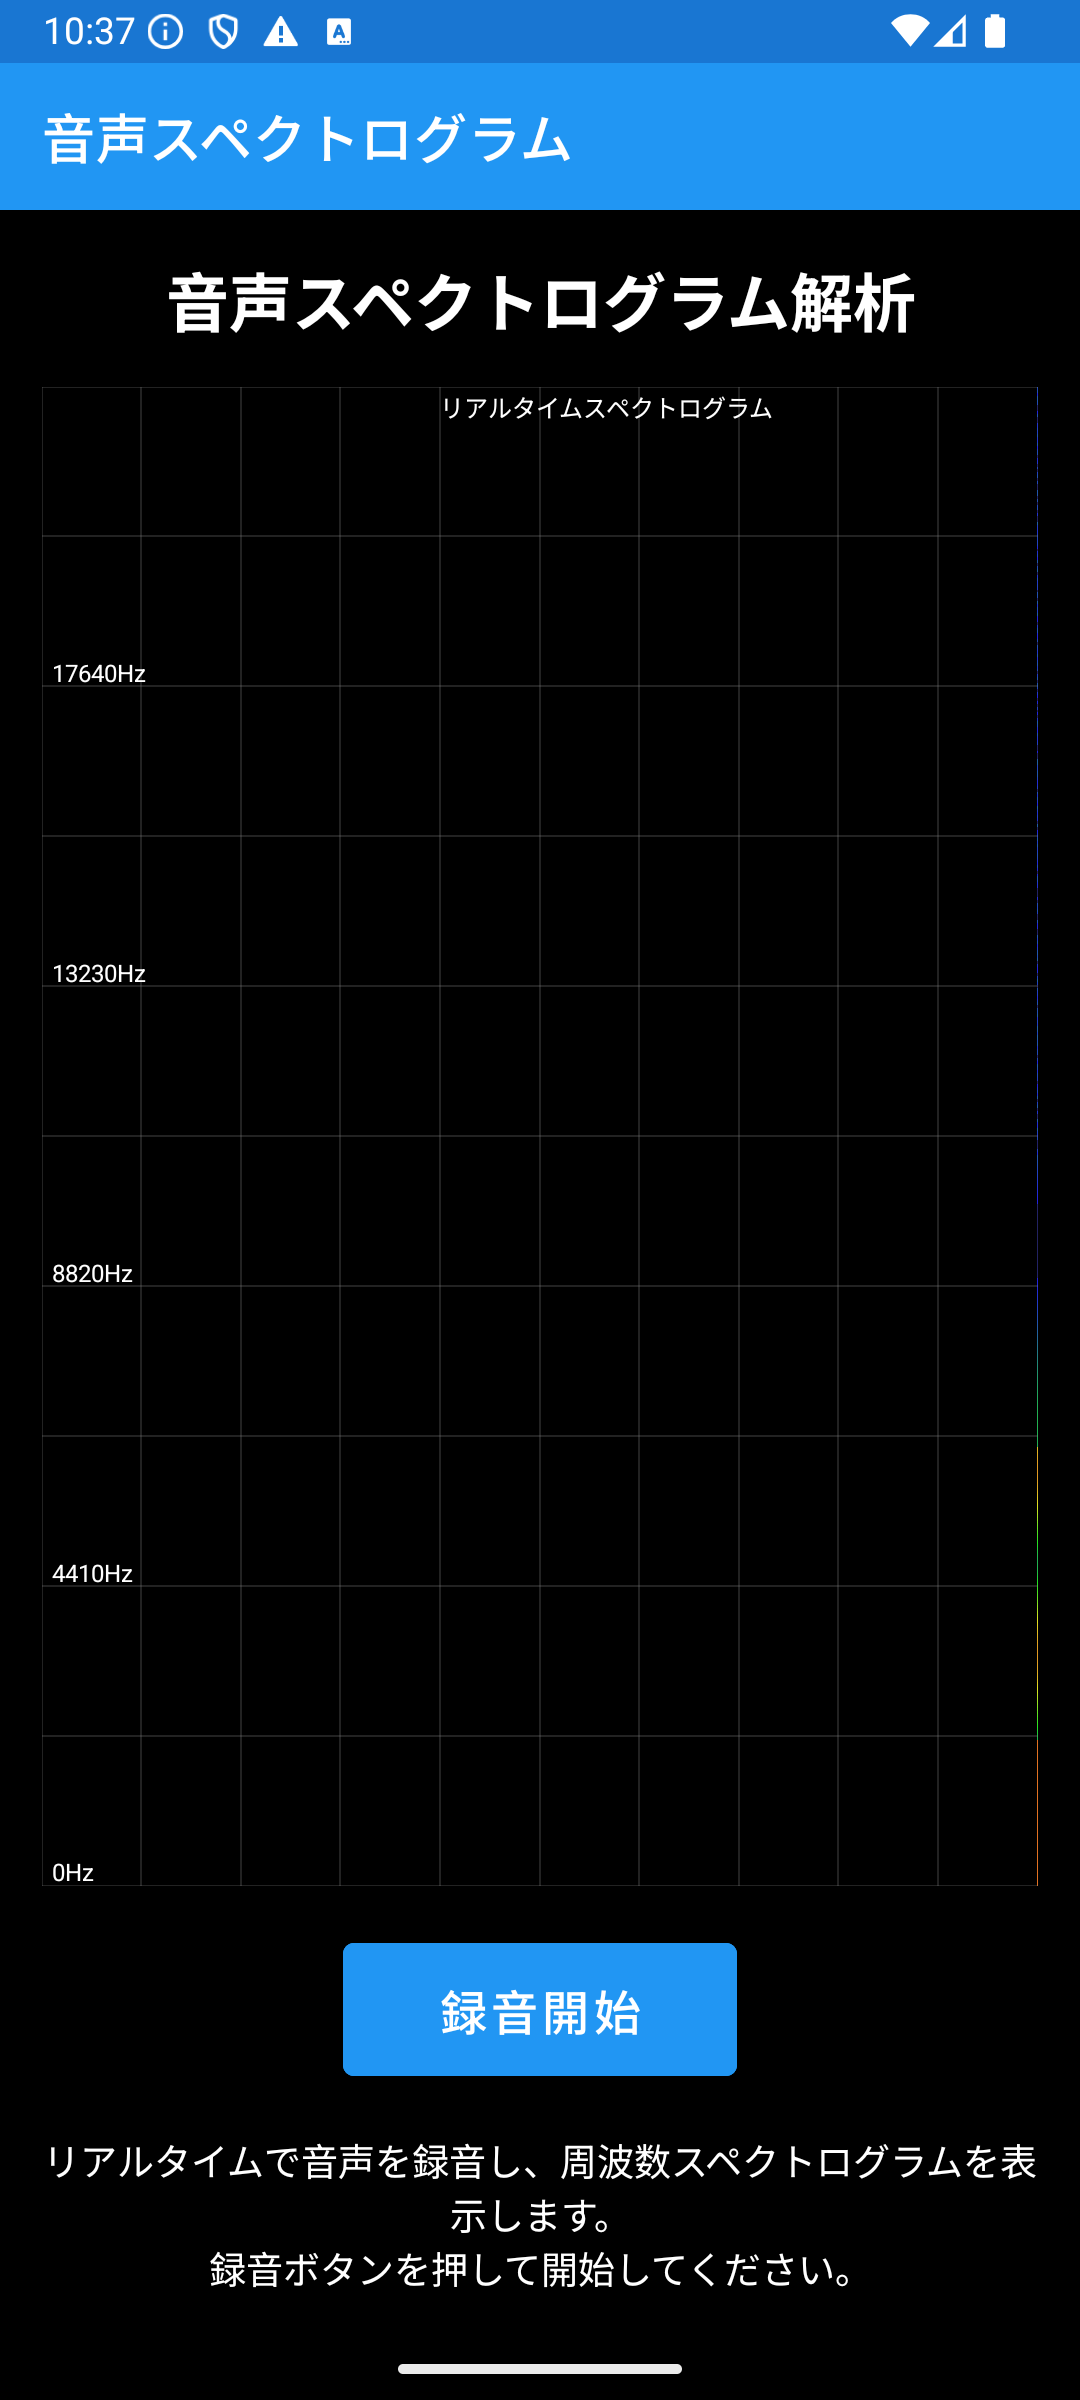 10:37
音声スペクトログラム
音声スペクトログラム解析
リアルタイムスペクトログラム
17640Hz
13230Hz
8820Hz
4410Hz
0Hz
録音開始
リアルタイムで音声を録音し、周波数スペクトログラムを表
示します。
録音ボタンを押して開始してください。